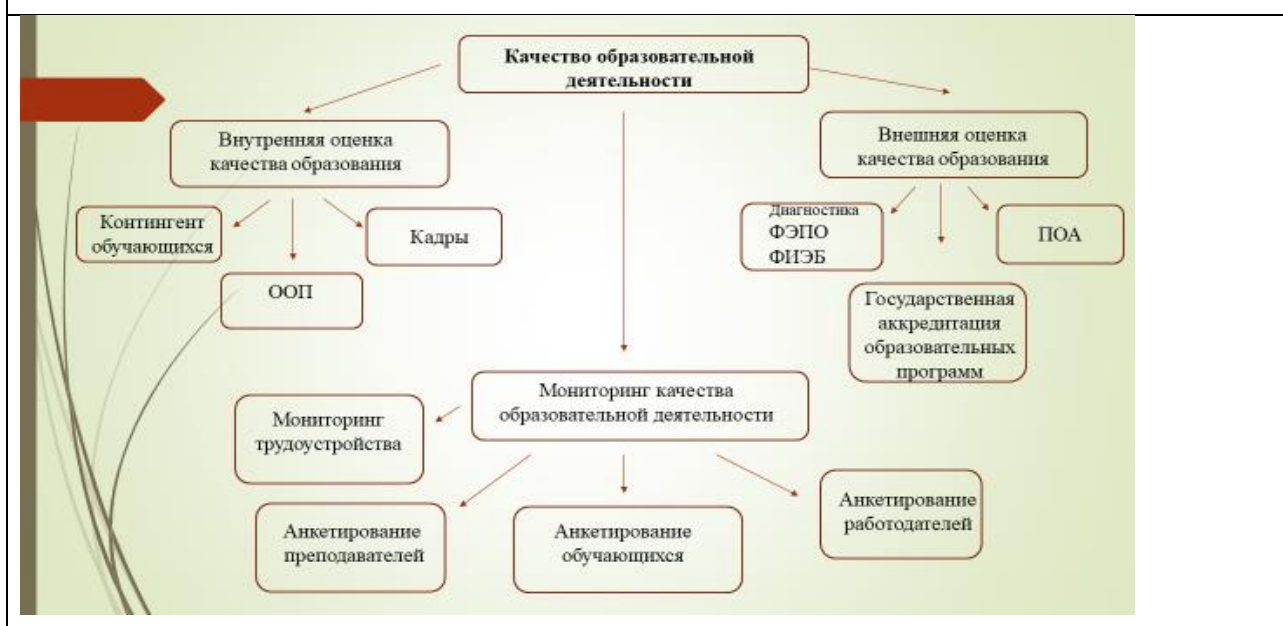 Качество образовательной
деятельности
Внутренняя оценка
качества образования
Внешняя оценка
качества образования
Контингент
обучающихся
Кадры
ООП
Диагностика
ФЭПО
ФИЭБ
ПОА
Государственная
аккредитация
образовательных
программ
Мониторинг качества
образовательной деятельности
Мониторинг
трудоустройства
Анкетирование
преподавателей
Анкетирование
обучающихся
Анкетирование
работодателей